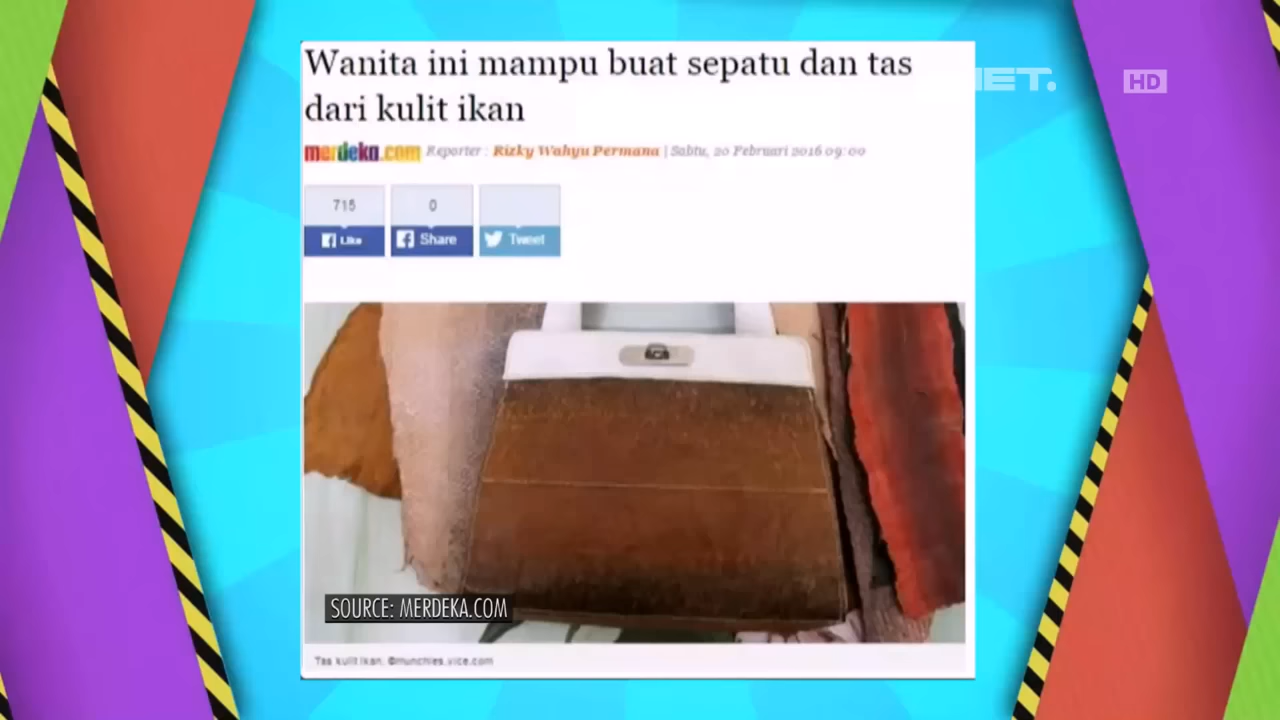 Wanita ini mampu buat sepatu dan tas
dari kulit ikan
merdeka.com Reporter : Rizky Wahyu Permana | Sabtu, 20 Februari 2016 09:00
715 0
Like Share Tweet
NET. HD
SOURCE: MERDEKA.COM
Tas kulit ikan. ©munchies.vice.com